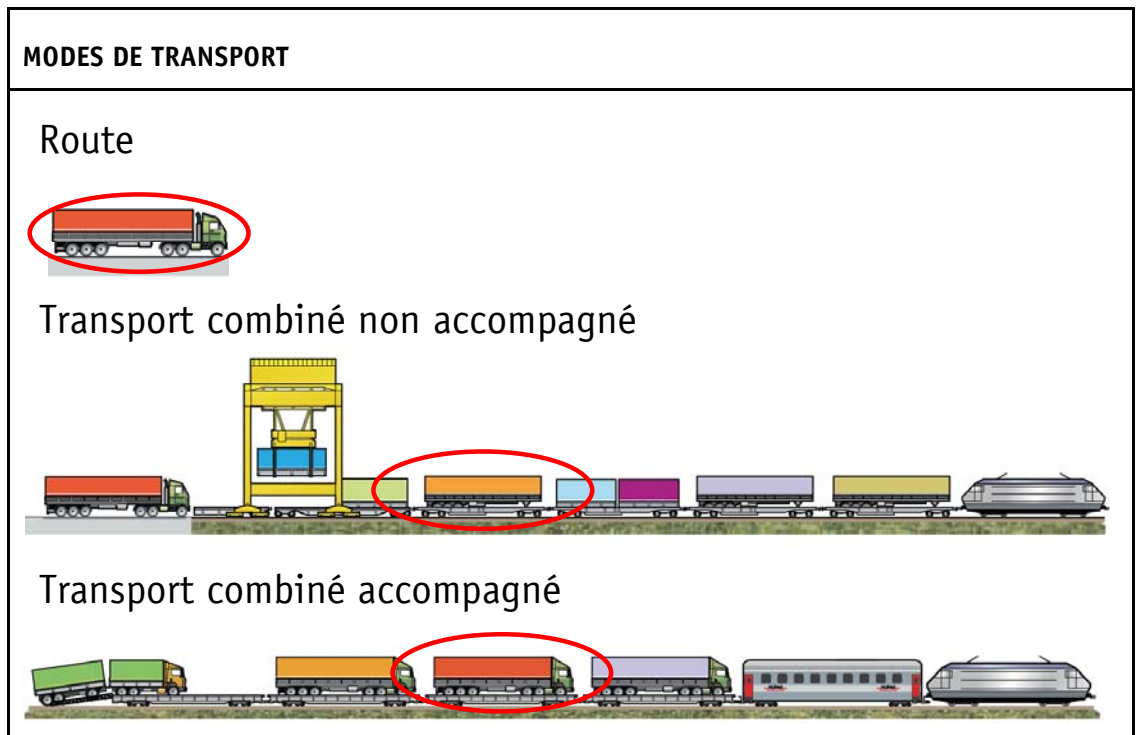 MODES DE TRANSPORT
Route
Transport combiné non accompagné
Transport combiné accompagné